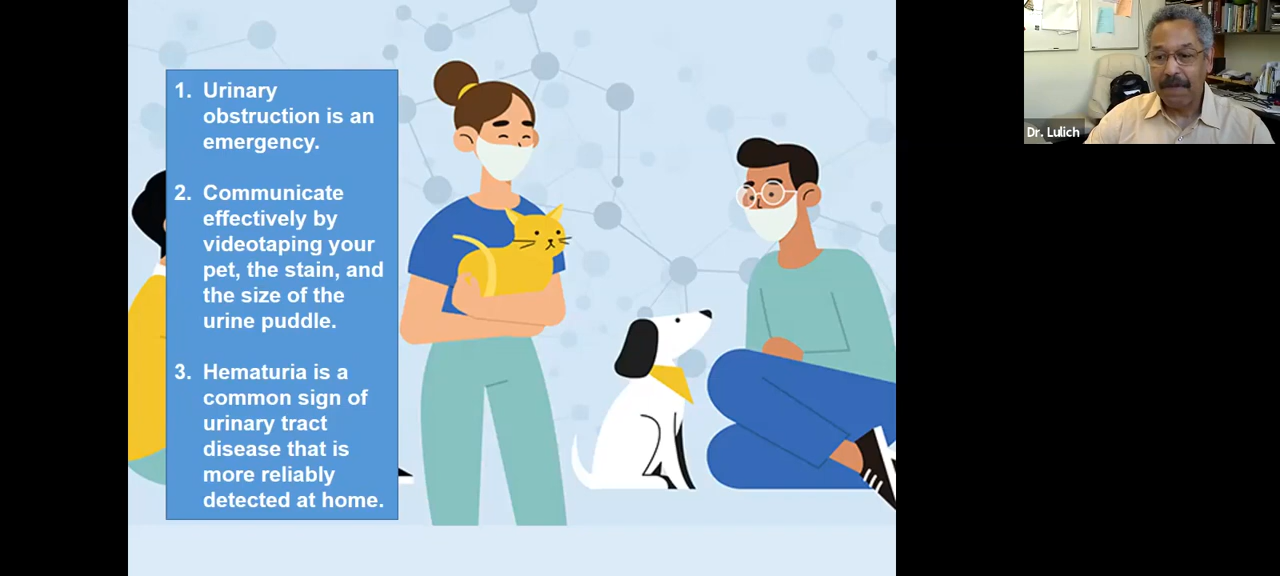 1. Urinary
obstruction is an
emergency.
2. Communicate
effectively by
videotaping your
pet, the stain, and
the size of the
urine puddle.
3. Hematuria is a
common sign of
urinary tract
disease that is
more reliably
detected at home.
Dr. Lulich